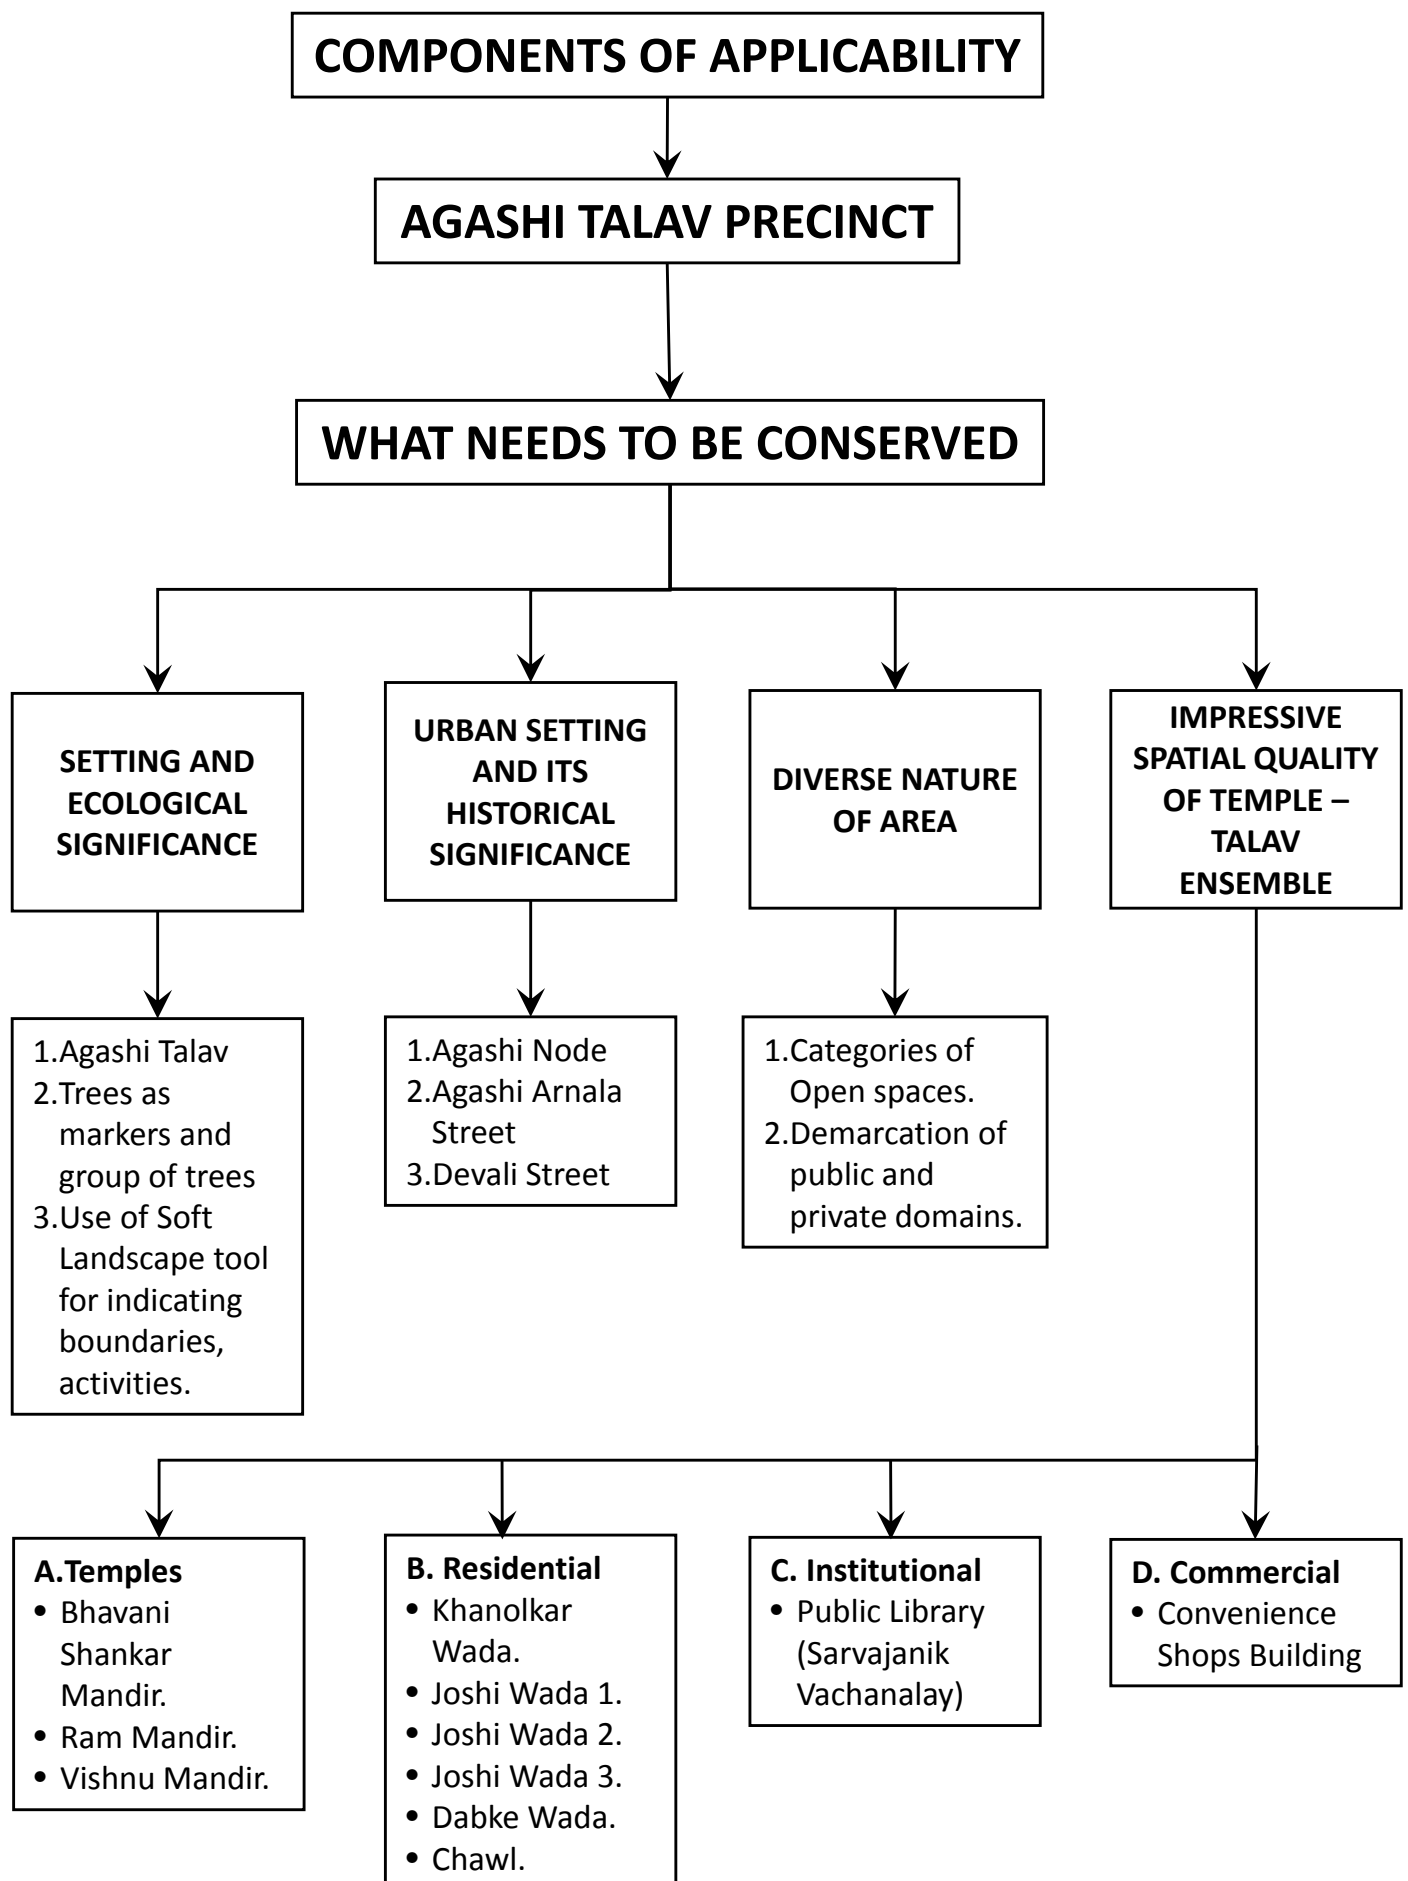 COMPONENTS OF APPLICABILITY
AGASHI TALAV PRECINCT
WHAT NEEDS TO BE CONSERVED
SETTING AND
ECOLOGICAL
SIGNIFICANCE
URBAN SETTING
AND ITS
HISTORICAL
SIGNIFICANCE
DIVERSE NATURE
OF AREA
IMPRESSIVE
SPATIAL QUALITY
OF TEMPLE –
TALAV
ENSEMBLE
1.Agashi Talav
2.Trees as
markers and
group of trees
3.Use of Soft
Landscape tool
for indicating
boundaries,
activities.
1.Agashi Node
2.Agashi Arnala
Street
3.Devali Street
1.Categories of
Open spaces.
2.Demarcation of
public and
private domains.
A.Temples
• Bhavani
Shankar
Mandir.
• Ram Mandir.
• Vishnu Mandir.
B. Residential
• Khanolkar
Wada.
• Joshi Wada 1.
• Joshi Wada 2.
• Joshi Wada 3.
• Dabke Wada.
• Chawl.
C. Institutional
• Public Library
(Sarvajanik
Vachanalay)
D. Commercial
• Convenience
Shops Building